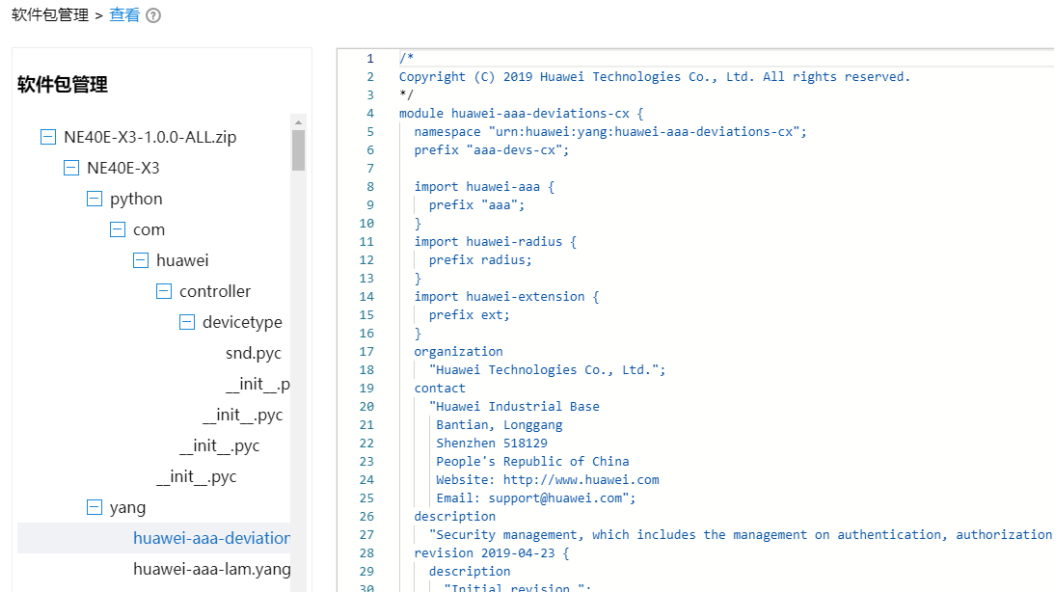 软件包管理 > 查看 ?
软件包管理
NE40E-X3-1.0.0-ALL.zip
NE40E-X3
python
com
huawei
controller
devicetype
snd.pyc
__init__.p
__init__.pyc
__init__.pyc
__init__.pyc
yang
huawei-aaa-deviation
huawei-aaa-lam.yang
1 /*
2 Copyright (C) 2019 Huawei Technologies Co., Ltd. All rights reserved.
3 */
4 module huawei-aaa-deviations-cx {
5 namespace "urn:huawei:yang:huawei-aaa-deviations-cx";
6 prefix "aaa-devs-cx";
7
8 import huawei-aaa {
9 prefix "aaa";
10 }
11 import huawei-radius {
12 prefix radius;
13 }
14 import huawei-extension {
15 prefix ext;
16 }
17 organization
18 "Huawei Technologies Co., Ltd.";
19 contact
20 "Huawei Industrial Base
21 Bantian, Longgang
22 Shenzhen 518129
23 People's Republic of China
24 Website: http://www.huawei.com
25 Email: support@huawei.com";
26 description
27 "Security management, which includes the management on authentication, authorization
28 revision 2019-04-23 {
29 description
30 "Initial revision.";